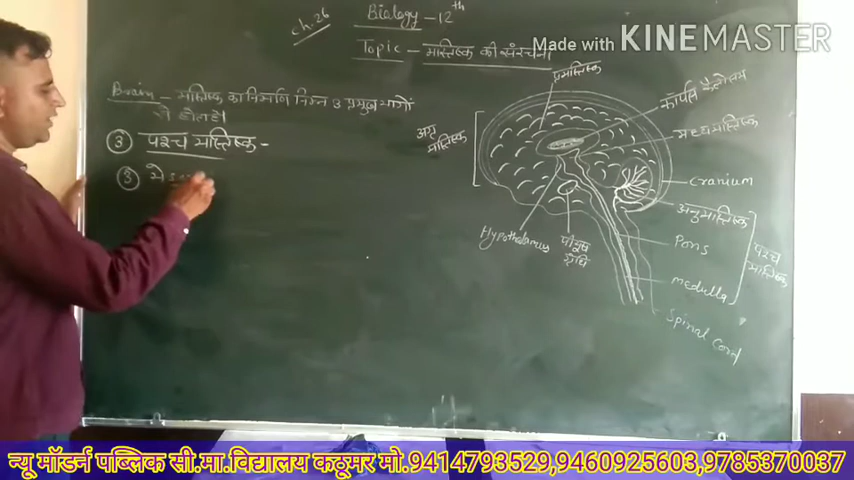 Ch. 26
Biology - 12th
Topic - मस्तिष्क की संरचना
Made with KINEMASTER
Brain - मस्तिष्क का निर्माण निम्न 3 प्रमुख भागों
से होता है।
③ पश्च मस्तिष्क -
③
अग्र
मस्तिष्क
प्रमस्तिष्क
कॉर्पस कैलोसम
मध्यमस्तिष्क
Cranium
अनुमस्तिष्क
Pons
पश्च
मस्तिष्क
medulla
Spinal Cord
Hypothalamus
पीयूष
ग्रंथि
न्यू मॉडर्न पब्लिक सी.मा.विद्यालय कठूमर मो.9414793529,9460925603,9785370037